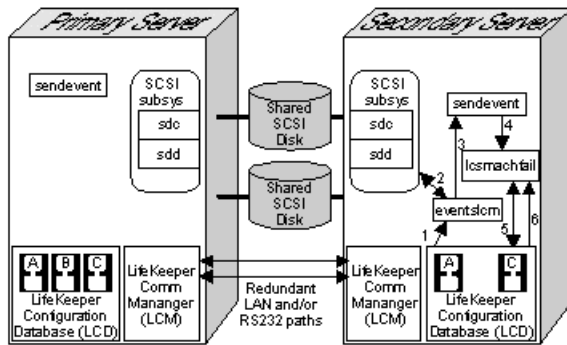 Primary Server
sendevent
SCSI
subsys
sdc
sdd
A
B
C
LifeKeeper
Configuration
Database (LCD)
LifeKeeper
Comm
Mananger
(LCM)
Shared
SCSI
Disk
Shared
SCSI
Disk
Redundant
LAN and/or
RS232 paths
Secondary Server
SCSI
subsys
sdc
sdd
sendevent
3
4
lcsmachfail
2
eventslcm
1
5
6
LifeKeeper
Comm
Mananger
(LCM)
A
C
LifeKeeper
Configuration
Database (LCD)